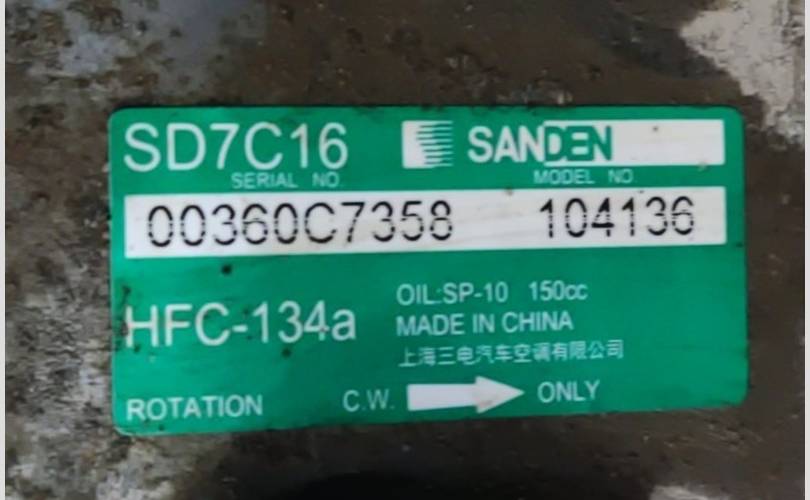 SD7C16 SANDEN
SERIAL NO. MODEL NO.
00360C7358 104136
HFC-134a
OIL:SP-10 150cc
MADE IN CHINA
上海三电汽车空调有限公司
ROTATION C.W. ONLY